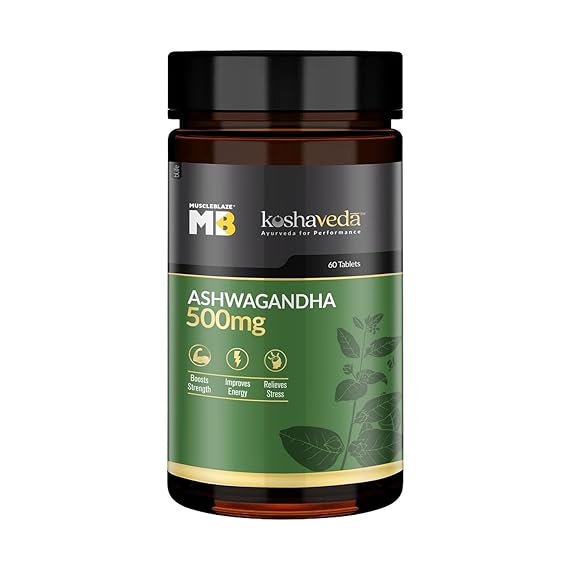 MUSCLEBLAZE®
MB
koshaveda™
Ayurveda for Performance
60 Tablets
ASHWAGANDHA
500mg
Boosts Strength
Improves Energy
Relieves Stress